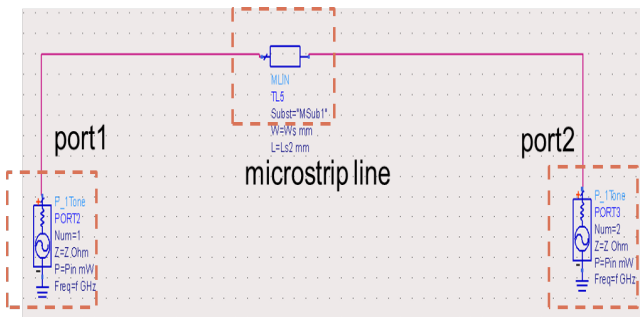 MLIN
TL5
Subst="MSub1"
W=Ws mm
L=Ls2 mm
microstrip line
port1
port2
P_1Tone
PORT2
Num=1
Z=Z Ohm
P=Pin mW
Freq=f GHz
P_1Tone
PORT3
Num=2
Z=Z Ohm
P=Pin mW
Freq=f GHz